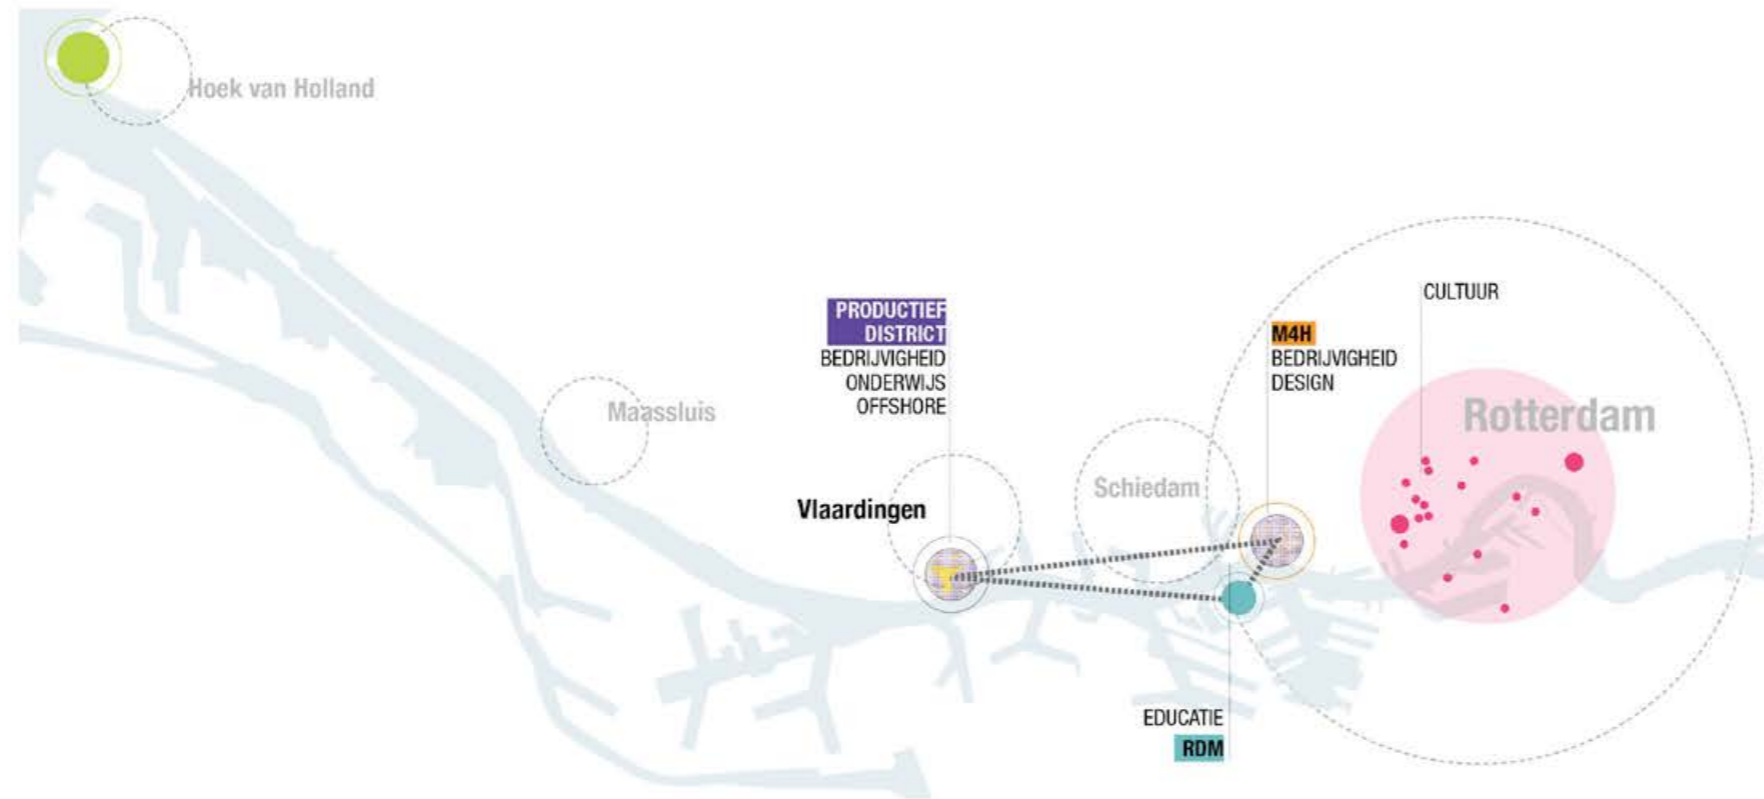 Hoek van Holland
Maassluis
PRODUCTIEF
DISTRICT
BEDRIJVIGHEID
ONDERWIJS
OFFSHORE
Vlaardingen
Schiedam
M4H
BEDRIJVIGHEID
DESIGN
CULTUUR
Rotterdam
EDUCATIE
RDM